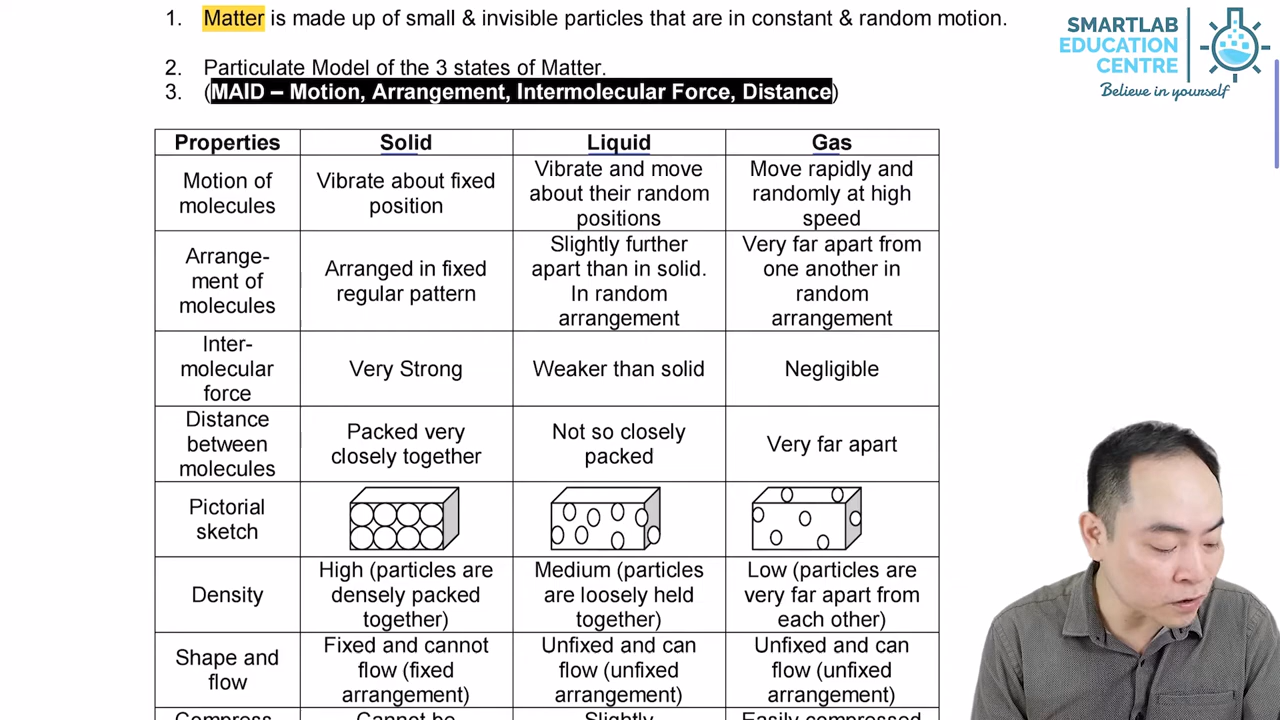 1. Matter is made up of small & invisible particles that are in constant & random motion.
2. Particulate Model of the 3 states of Matter.
3. (MAID – Motion, Arrangement, Intermolecular Force, Distance)
SMARTLAB
EDUCATION
CENTRE
Believe in yourself
Properties Solid Liquid Gas
Motion of
molecules
Vibrate about fixed
position
Vibrate and move
about their random
positions
Move rapidly and
randomly at high
speed
Arrange-
ment of
molecules
Arranged in fixed
regular pattern
Slightly further
apart than in solid.
In random
arrangement
Very far apart from
one another in
random
arrangement
Inter-
molecular
force
Very Strong
Weaker than solid
Negligible
Distance
between
molecules
Packed very
closely together
Not so closely
packed
Very far apart
Pictorial
sketch
Density
High (particles are
densely packed
together)
Medium (particles
are loosely held
together)
Low (particles are
very far apart from
each other)
Shape and
flow
Fixed and cannot
flow (fixed
arrangement)
Unfixed and can
flow (unfixed
arrangement)
Unfixed and can
flow (unfixed
arrangement)
Compress-
Cannot be
Slightly
Easily compressed